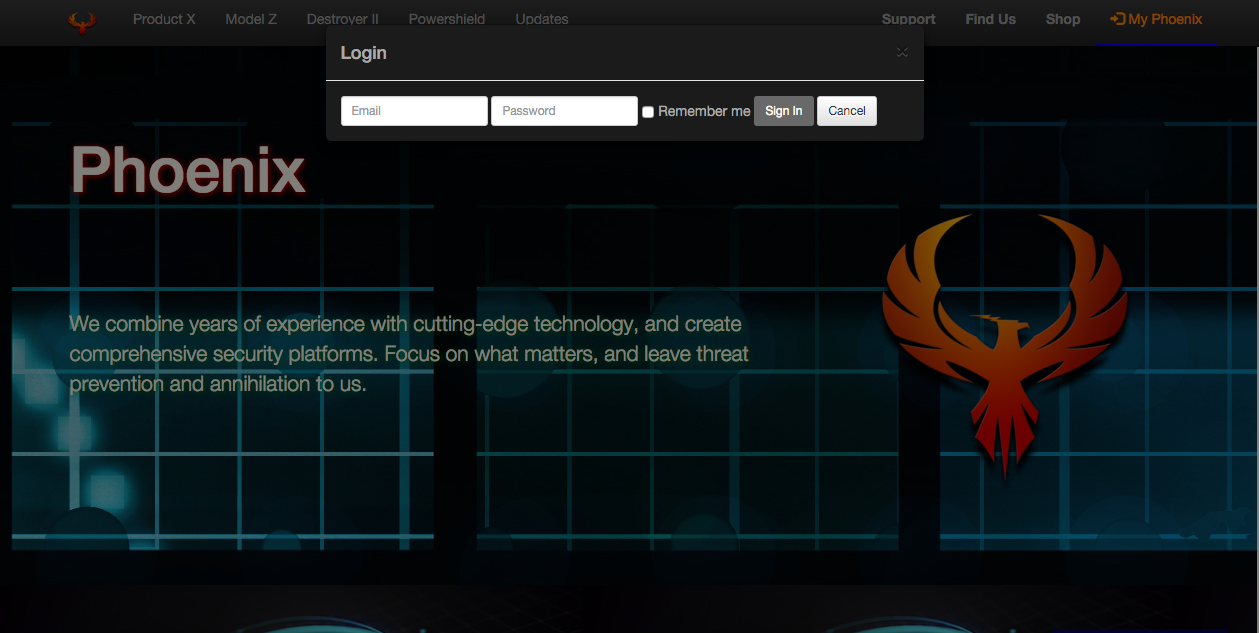 Product X Model Z Destroyer II Powershield Updates Support Find Us Shop My Phoenix
Login ×
Email Password Remember me Sign In Cancel
Phoenix
We combine years of experience with cutting-edge technology, and create
comprehensive security platforms. Focus on what matters, and leave threat
prevention and annihilation to us.